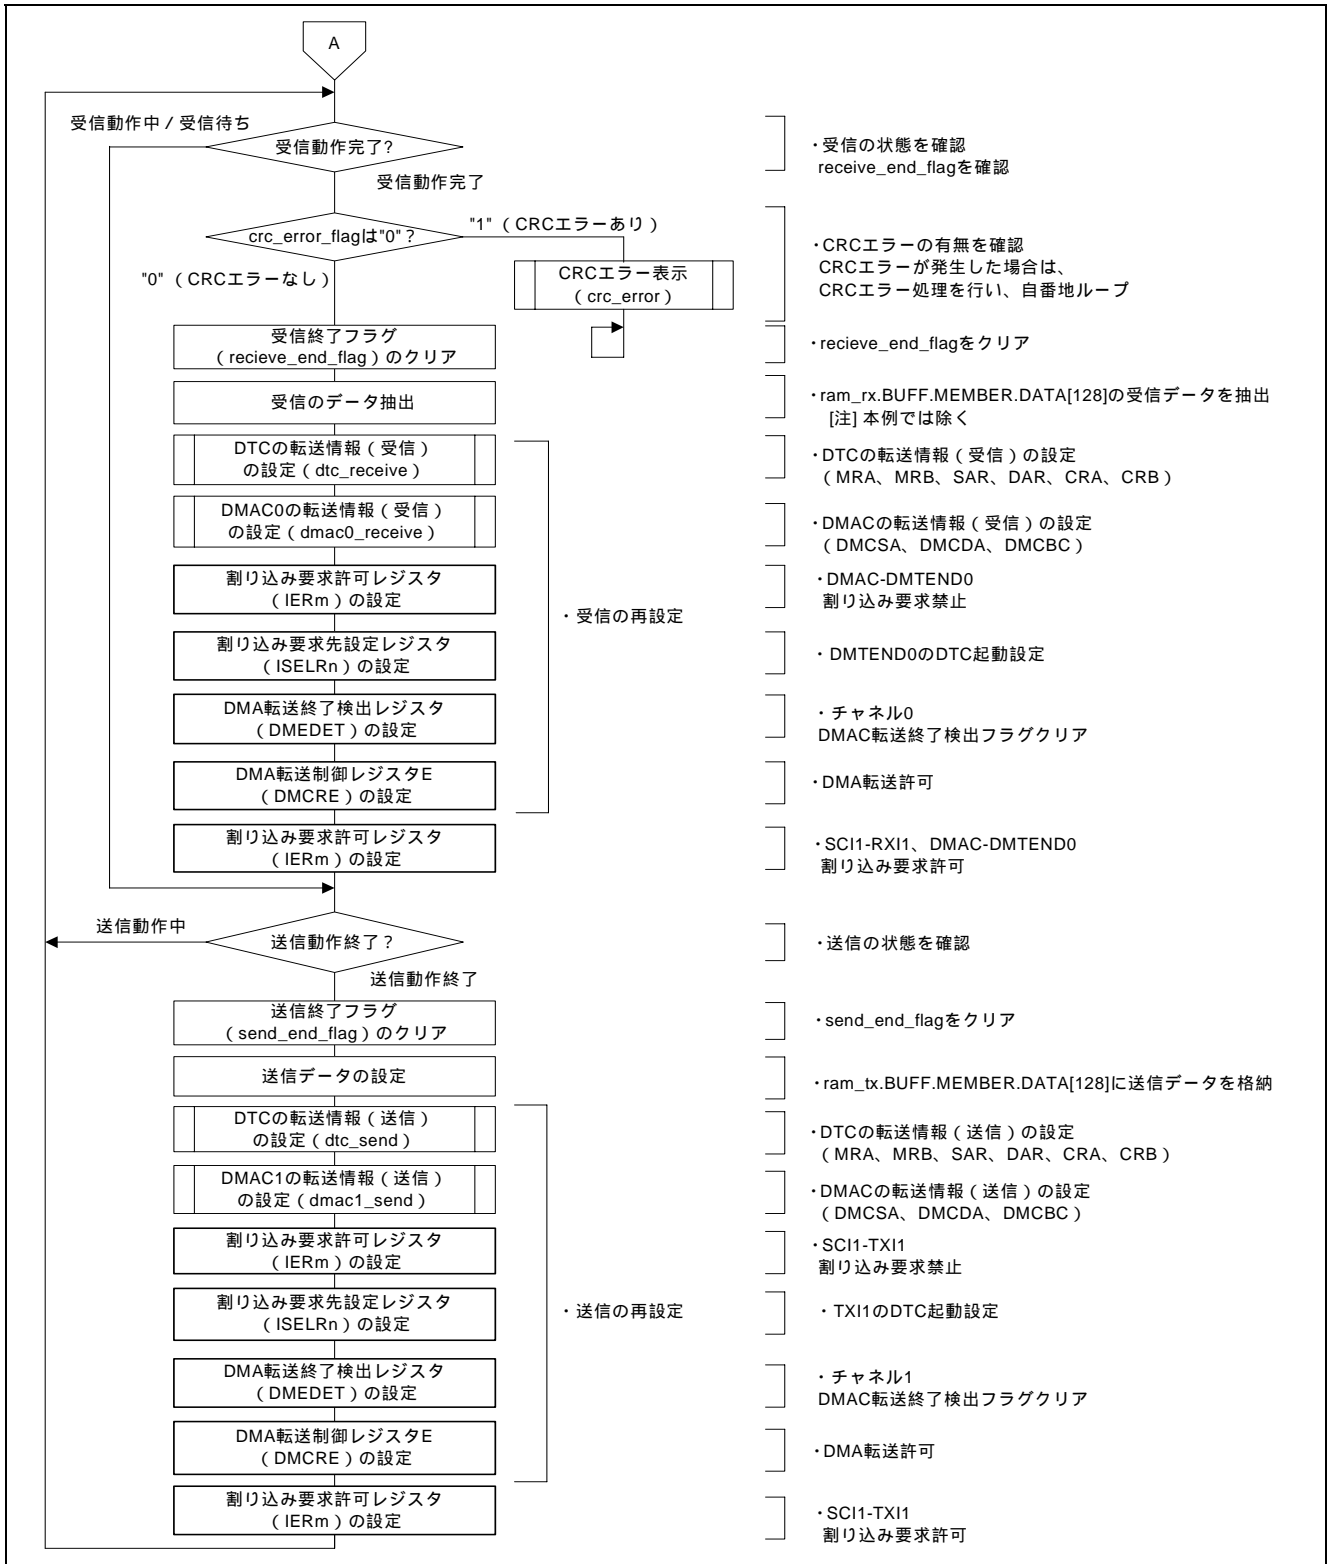 A
受信動作中 / 受信待ち
受信動作完了?
受信動作完了
・受信の状態を確認
receive_end_flagを確認
crc_error_flagは"0"？
"1"（CRCエラーあり）
"0"（CRCエラーなし）
CRCエラー表示
（crc_error）
・CRCエラーの有無を確認
CRCエラーが発生した場合は、
CRCエラー処理を行い、自番地ループ
受信終了フラグ
（recieve_end_flag）のクリア
・recieve_end_flagをクリア
受信のデータ抽出
・ram_rx.BUFF.MEMBER.DATA[128]の受信データを抽出
[注] 本例では除く
DTCの転送情報（受信）
の設定（dtc_receive）
・DTCの転送情報（受信）の設定
（MRA、MRB、SAR、DAR、CRA、CRB）
DMAC0の転送情報（受信）
の設定（dmac0_receive）
・DMACの転送情報（受信）の設定
（DMCSA、DMCDA、DMCBC）
割り込み要求許可レジスタ
（IERm）の設定
・DMAC-DMTEND0
割り込み要求禁止
・受信の再設定
割り込み要求先設定レジスタ
（ISELRn）の設定
・DMTEND0のDTC起動設定
DMA転送終了検出レジスタ
（DMEDET）の設定
・チャネル0
DMAC転送終了検出フラグクリア
DMA転送制御レジスタE
（DMCRE）の設定
・DMA転送許可
割り込み要求許可レジスタ
（IERm）の設定
・SCI1-RXI1、DMAC-DMTEND0
割り込み要求許可
送信動作中
送信動作終了？
送信動作終了
・送信の状態を確認
送信終了フラグ
（send_end_flag）のクリア
・send_end_flagをクリア
送信データの設定
・ram_tx.BUFF.MEMBER.DATA[128]に送信データを格納
DTCの転送情報（送信）
の設定（dtc_send）
・DTCの転送情報（送信）の設定
（MRA、MRB、SAR、DAR、CRA、CRB）
DMAC1の転送情報（送信）
の設定（dmac1_send）
・DMACの転送情報（送信）の設定
（DMCSA、DMCDA、DMCBC）
割り込み要求許可レジスタ
（IERm）の設定
・SCI1-TXI1
割り込み要求禁止
割り込み要求先設定レジスタ
（ISELRn）の設定
・送信の再設定
・TXI1のDTC起動設定
DMA転送終了検出レジスタ
（DMEDET）の設定
・チャネル1
DMAC転送終了検出フラグクリア
DMA転送制御レジスタE
（DMCRE）の設定
・DMA転送許可
割り込み要求許可レジスタ
（IERm）の設定
・SCI1-TXI1
割り込み要求許可